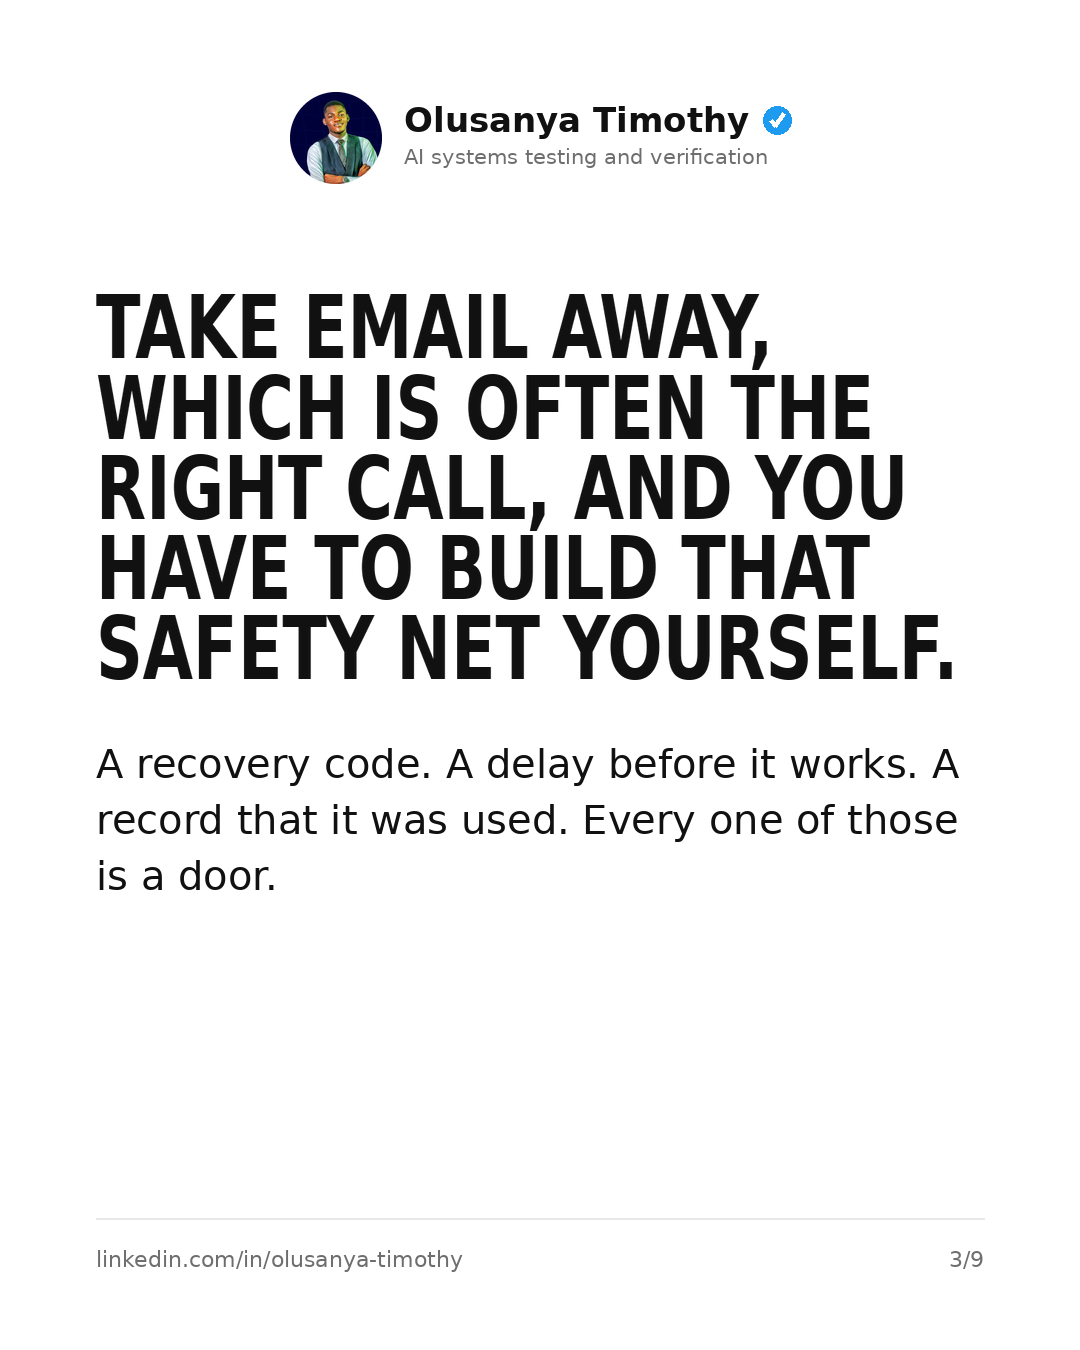 Olusanya Timothy
AI systems testing and verification
TAKE EMAIL AWAY,
WHICH IS OFTEN THE
RIGHT CALL, AND YOU
HAVE TO BUILD THAT
SAFETY NET YOURSELF.
A recovery code. A delay before it works. A
record that it was used. Every one of those
is a door.
linkedin.com/in/olusanya-timothy
3/9